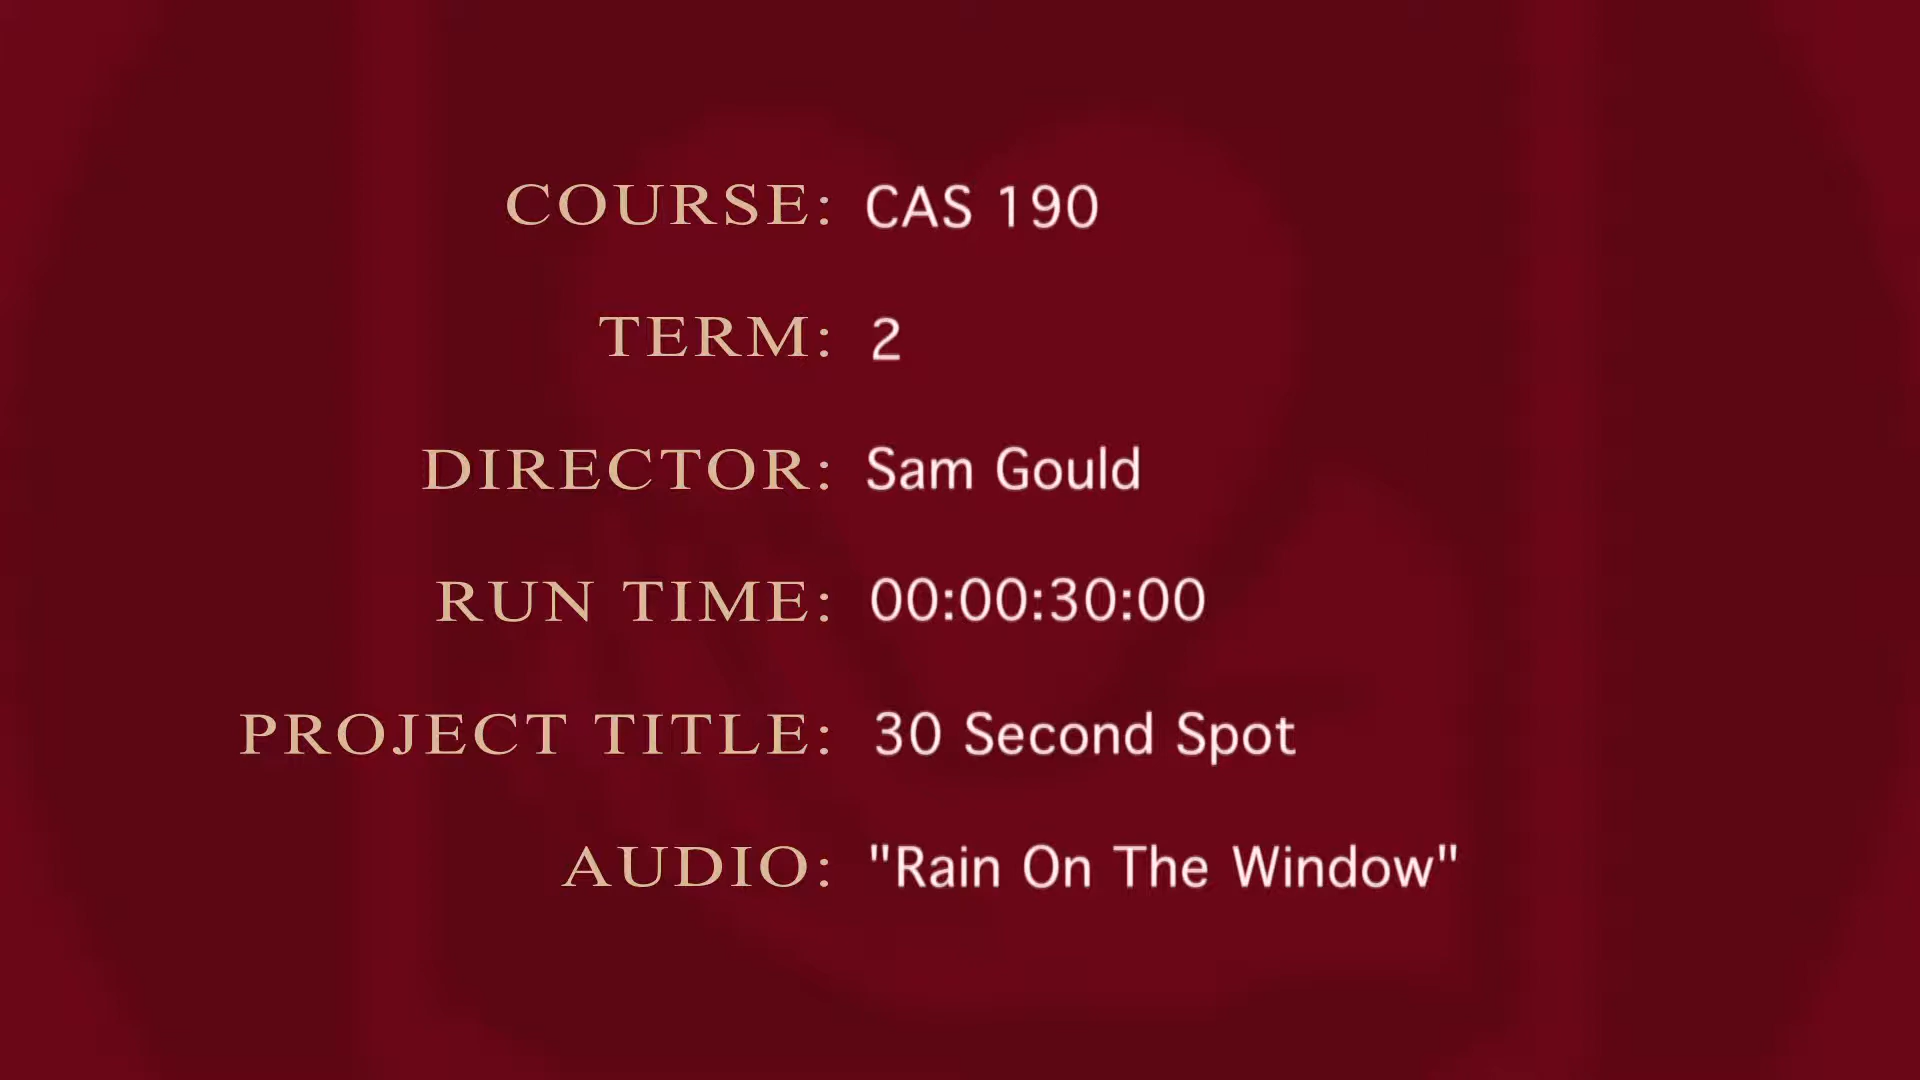 COURSE: CAS 190
TERM: 2
DIRECTOR: Sam Gould
RUN TIME: 00:00:30:00
PROJECT TITLE: 30 Second Spot
AUDIO: "Rain On The Window"